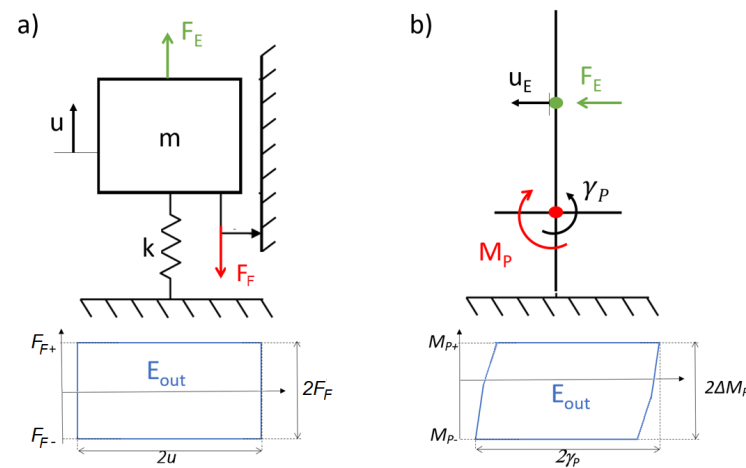 a)
F_E
u
m
k
F_F
F_F+
E_out
2F_F
F_F-
2u
b)
u_E
F_E
γ_P
M_P
M_P+
E_out
2ΔM_P
M_P-
2γ_P